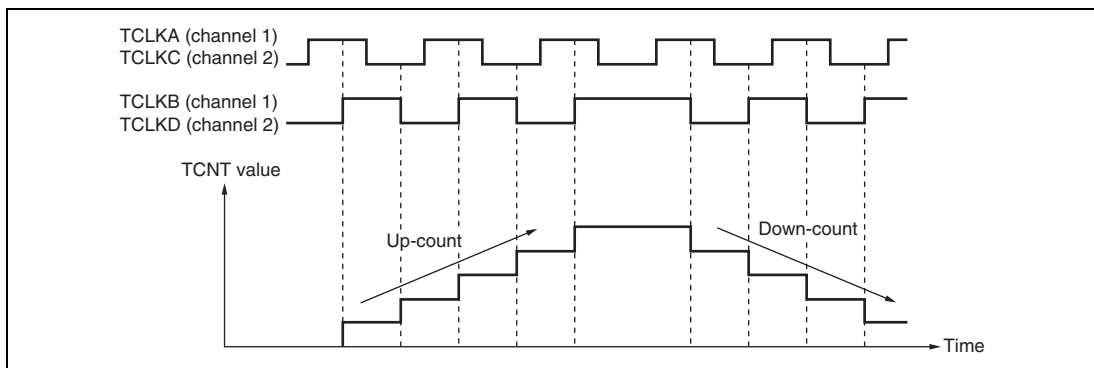 TCLKA (channel 1)
TCLKC (channel 2)
TCLKB (channel 1)
TCLKD (channel 2)
TCNT value
Up-count
Down-count
Time